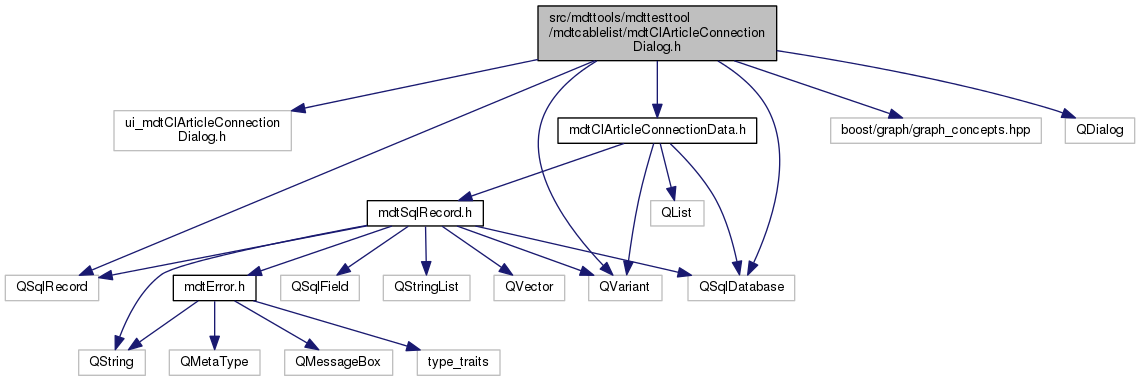 src/mdttools/mdttesttool
/mdtcablelist/mdtClArticleConnection
Dialog.h
ui_mdtClArticleConnection
Dialog.h
mdtClArticleConnectionData.h
boost/graph/graph_concepts.hpp
QDialog
mdtSqlRecord.h
QList
QSqlRecord
mdtError.h
QSqlField
QStringList
QVector
QVariant
QSqlDatabase
QString
QMetaType
QMessageBox
type_traits